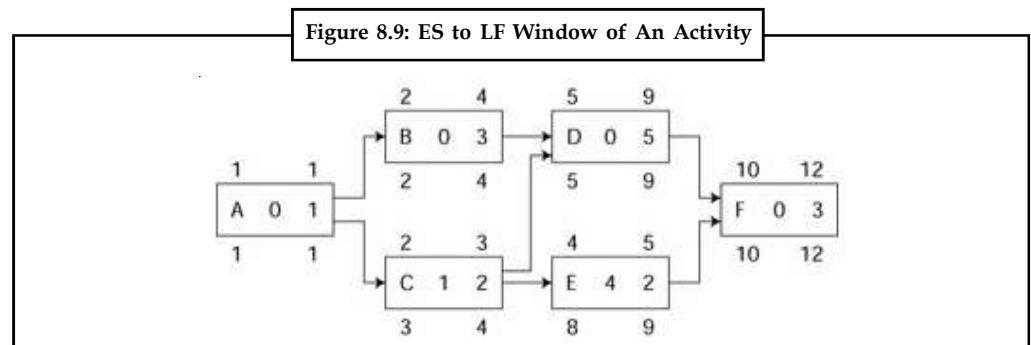 Figure 8.9: ES to LF Window of An Activity
2 4 5 9
B 0 3 D 0 5
1 1 2 4 5 9 10 12
A 0 1 F 0 3
1 1 2 3 4 5 10 12
C 1 2 E 4 2
3 4 8 9